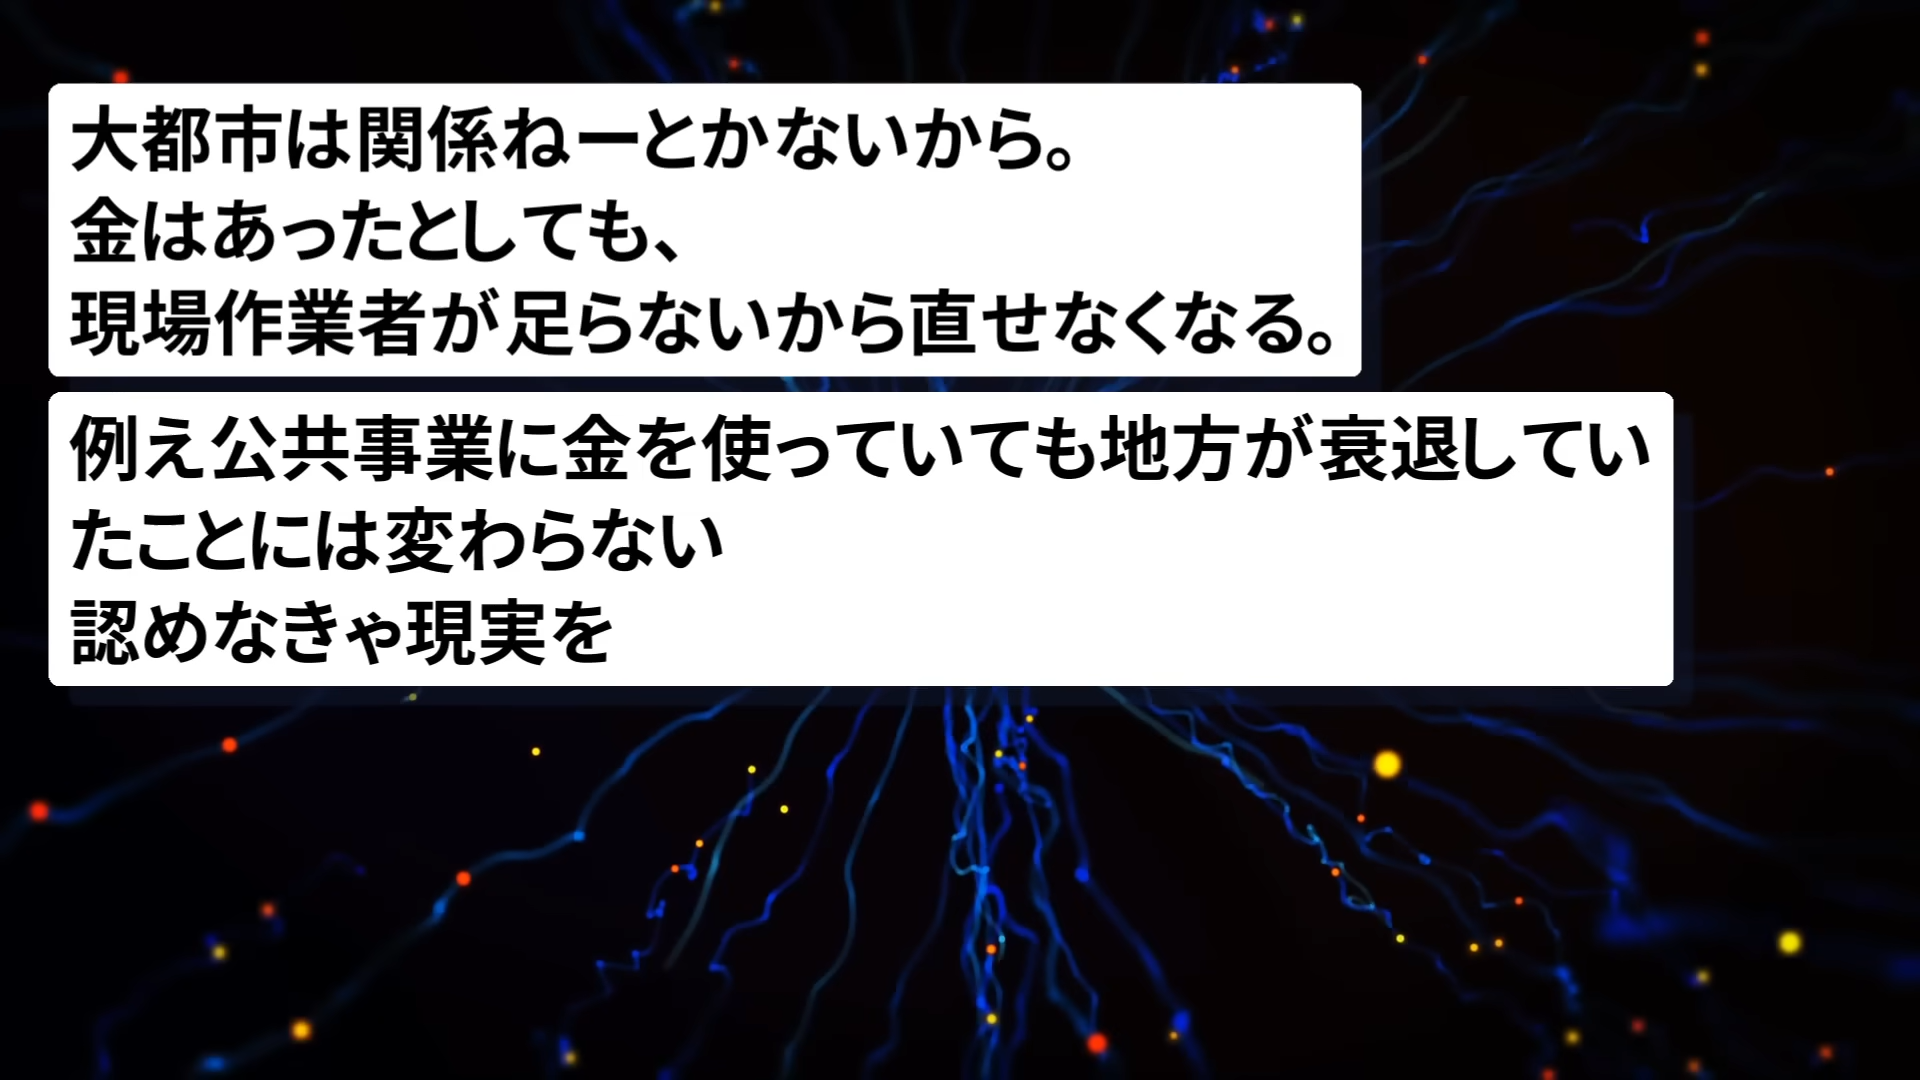 大都市は関係ねーとかないから。
金はあったとしても、
現場作業者が足らないから直せなくなる。
例え公共事業に金を使っていても地方が衰退してい
たことには変わらない
認めなきゃ現実を